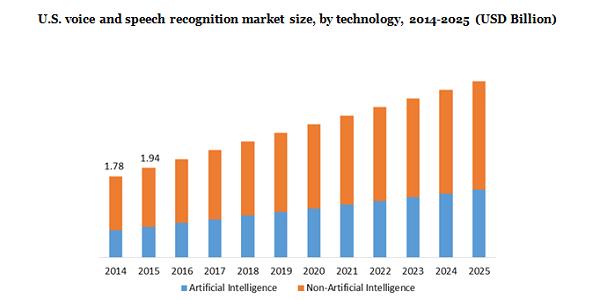 U.S. voice and speech recognition market size, by technology, 2014-2025 (USD Billion)
1.78
1.94
2014 2015 2016 2017 2018 2019 2020 2021 2022 2023 2024 2025
Artificial Intelligence Non-Artificial Intelligence